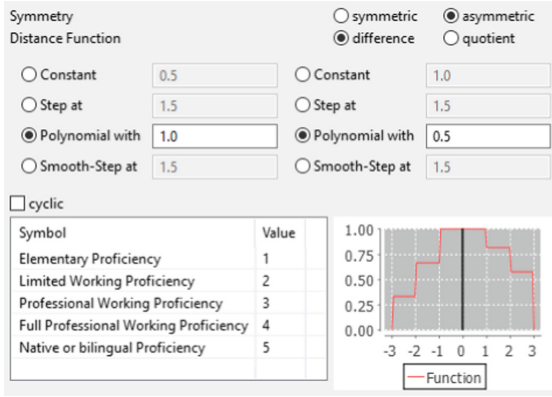 Symmetry symmetric asymmetric
Distance Function difference quotient
Constant 0.5 Constant 1.0
Step at 1.5 Step at 1.5
Polynomial with 1.0 Polynomial with 0.5
Smooth-Step at 1.5 Smooth-Step at 1.5
cyclic
Symbol Value
Elementary Proficiency 1
Limited Working Proficiency 2
Professional Working Proficiency 3
Full Professional Working Proficiency 4
Native or bilingual Proficiency 5
1.00
0.75
0.50
0.25
0.00
-3 -2 -1 0 1 2 3
Function